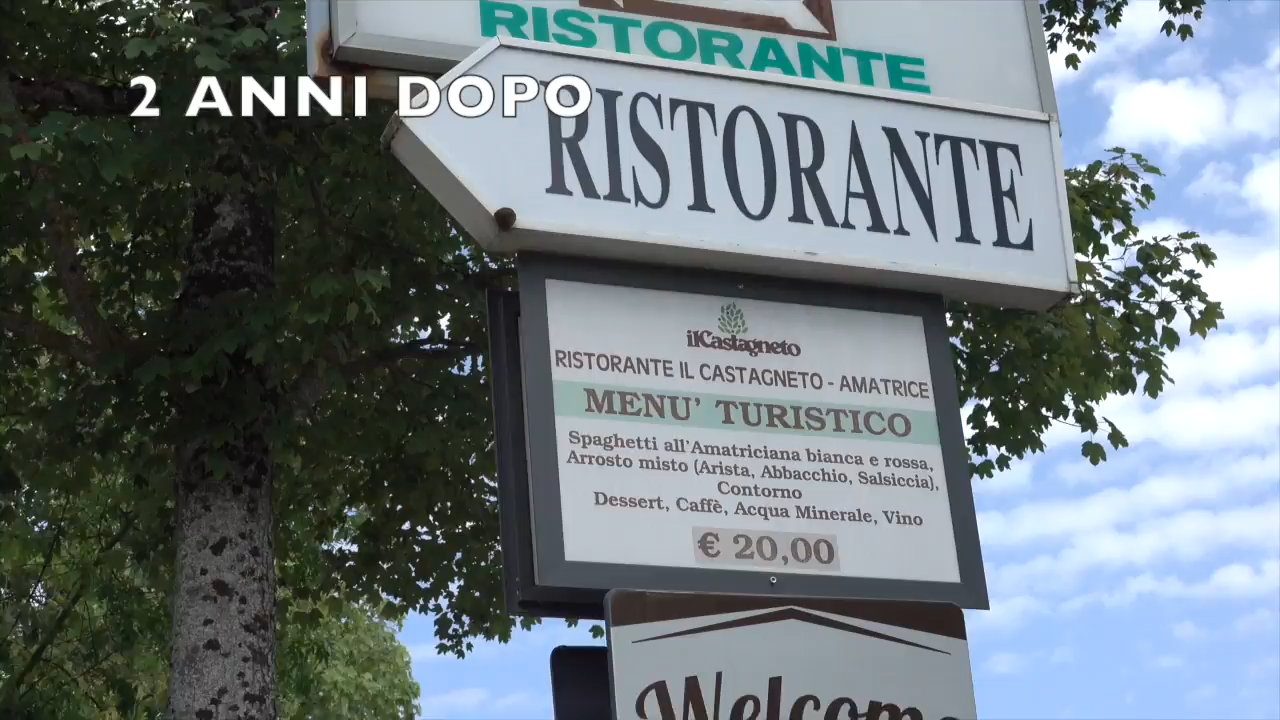 RISTORANTE
2 ANNI DOPO
RISTORANTE
ilCastagneto
RISTORANTE IL CASTAGNETO - AMATRICE
MENU' TURISTICO
Spaghetti all'Amatriciana bianca e rossa,
Arrosto misto (Arista, Abbacchio, Salsiccia),
Contorno
Dessert, Caffè, Acqua Minerale, Vino
€ 20,00
Welcome